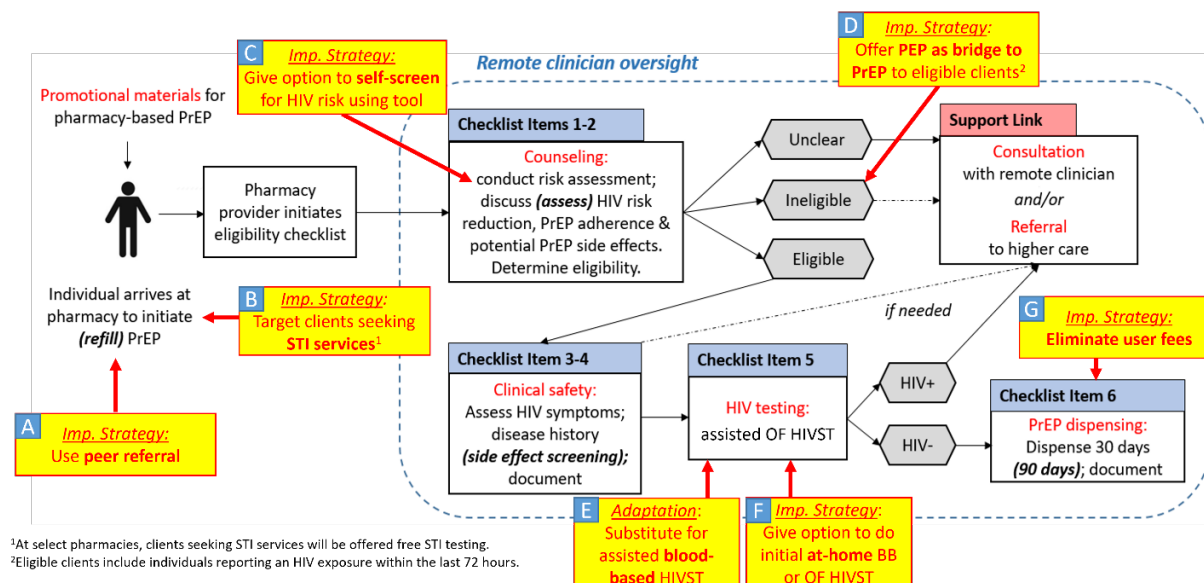 C
Imp. Strategy:
Give option to self-screen
for HIV risk using tool
D
Imp. Strategy:
Offer PEP as bridge to
PrEP to eligible clients²
Remote clinician oversight
Promotional materials for
pharmacy-based PrEP
Pharmacy
provider initiates
eligibility checklist
Individual arrives at
pharmacy to initiate
(refill) PrEP
B
Imp. Strategy:
Target clients seeking
STI services¹
A
Imp. Strategy:
Use peer referral
Checklist Items 1-2
Counseling:
conduct risk assessment;
discuss (assess) HIV risk
reduction, PrEP adherence &
potential PrEP side effects.
Determine eligibility.
Unclear
Ineligible
Eligible
Support Link
Consultation
with remote clinician
and/or
Referral
to higher care
if needed
Checklist Item 3-4
Clinical safety:
Assess HIV symptoms;
disease history
(side effect screening);
document
Checklist Item 5
HIV testing:
assisted OF HIVST
HIV+
HIV-
G
Imp. Strategy:
Eliminate user fees
Checklist Item 6
PrEP dispensing:
Dispense 30 days
(90 days); document
E
Adaptation:
Substitute for
assisted blood-
based HIVST
F
Imp. Strategy:
Give option to do
initial at-home BB
or OF HIVST
¹At select pharmacies, clients seeking STI services will be offered free STI testing.
²Eligible clients include individuals reporting an HIV exposure within the last 72 hours.